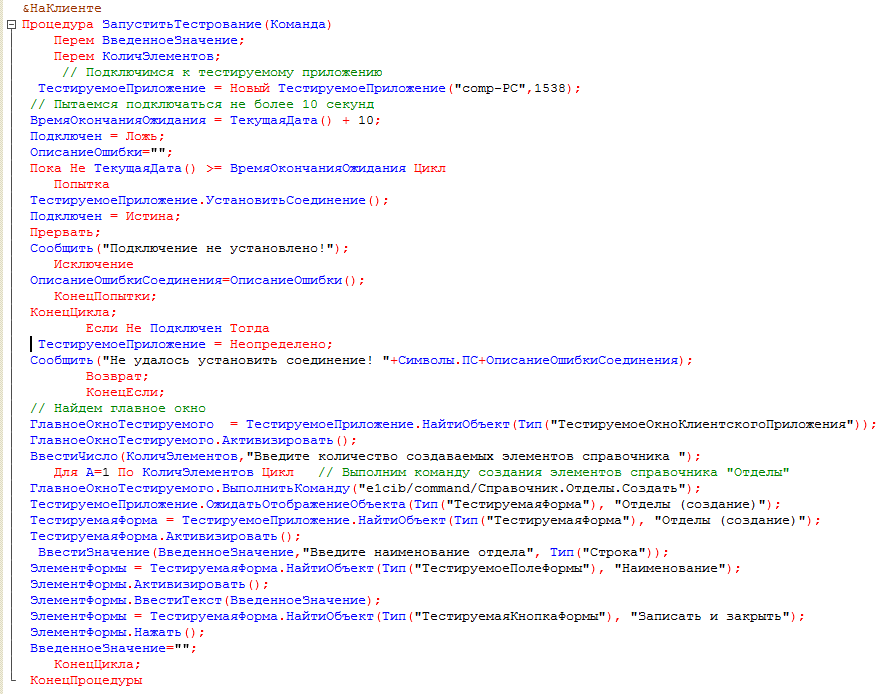 &НаКлиенте
Процедура ЗапуститьТестрование(Команда)
Перем ВведенноеЗначение;
Перем КоличЭлементов;
// Подключимся к тестируемому приложению
ТестируемоеПриложение = Новый ТестируемоеПриложение("comp-PC",1538);
// Пытаемся подключаться не более 10 секунд
ВремяОкончанияОжидания = ТекущаяДата() + 10;
Подключен = Ложь;
ОписаниеОшибки="";
Пока Не ТекущаяДата() >= ВремяОкончанияОжидания Цикл
Попытка
ТестируемоеПриложение.УстановитьСоединение();
Подключен = Истина;
Прервать;
Сообщить("Подключение не установлено!");
Исключение
ОписаниеОшибкиСоединения=ОписаниеОшибки();
КонецПопытки;
КонецЦикла;
Если Не Подключен Тогда
ТестируемоеПриложение = Неопределено;
Сообщить("Не удалось установить соединение! "+Символы.ПС+ОписаниеОшибкиСоединения);
Возврат;
КонецЕсли;
// Найдем главное окно
ГлавноеОкноТестируемого  = ТестируемоеПриложение.НайтиОбъект(Тип("ТестируемоеОкноКлиентскогоПриложения"));
ГлавноеОкноТестируемого.Активизировать();
ВвестиЧисло(КоличЭлементов,"Введите количество создаваемых элементов справочника ");
Для А=1 По КоличЭлементов Цикл   // Выполним команду создания элементов справочника "Отделы"
ГлавноеОкноТестируемого.ВыполнитьКоманду("e1cib/command/Справочник.Отделы.Создать");
ТестируемоеПриложение.ОжидатьОтображениеОбъекта(Тип("ТестируемаяФорма"), "Отделы (создание)");
ТестируемаяФорма = ТестируемоеПриложение.НайтиОбъект(Тип("ТестируемаяФорма"), "Отделы (создание)");
ТестируемаяФорма.Активизировать();
ВвестиЗначение(ВведенноеЗначение,"Введите наименование отдела", Тип("Строка"));
ЭлементФормы = ТестируемаяФорма.НайтиОбъект(Тип("ТестируемоеПолеФормы"), "Наименование");
ЭлементФормы.Активизировать();
ЭлементФормы.ВвестиТекст(ВведенноеЗначение);
ЭлементФормы = ТестируемаяФорма.НайтиОбъект(Тип("ТестируемаяКнопкаФормы"), "Записать и закрыть");
ЭлементФормы.Нажать();
ВведенноеЗначение="";
КонецЦикла;
КонецПроцедуры